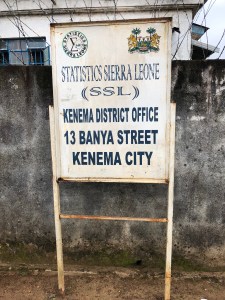 STATISTICS SIERRA LEONE
(SSL)
KENEMA DISTRICT OFFICE
13 BANYA STREET
KENEMA CITY